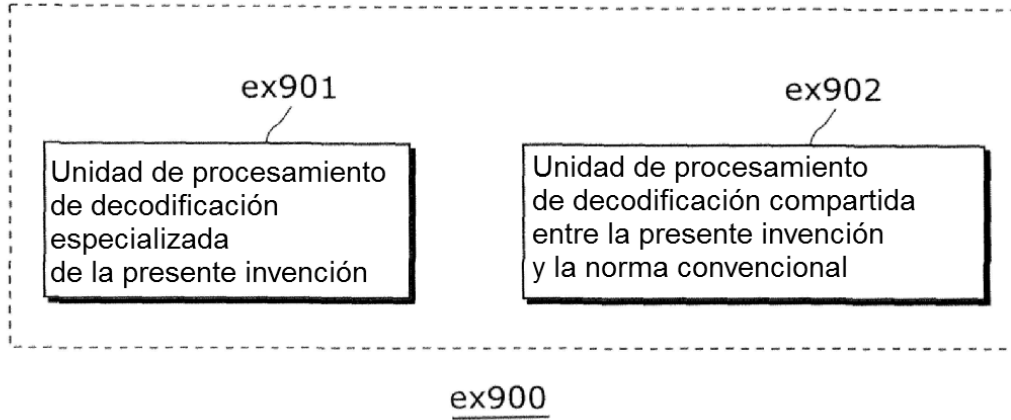 ex901
Unidad de procesamiento
de decodificación
especializada
de la presente invención
ex902
Unidad de procesamiento
de decodificación compartida
entre la presente invención
y la norma convencional
ex900